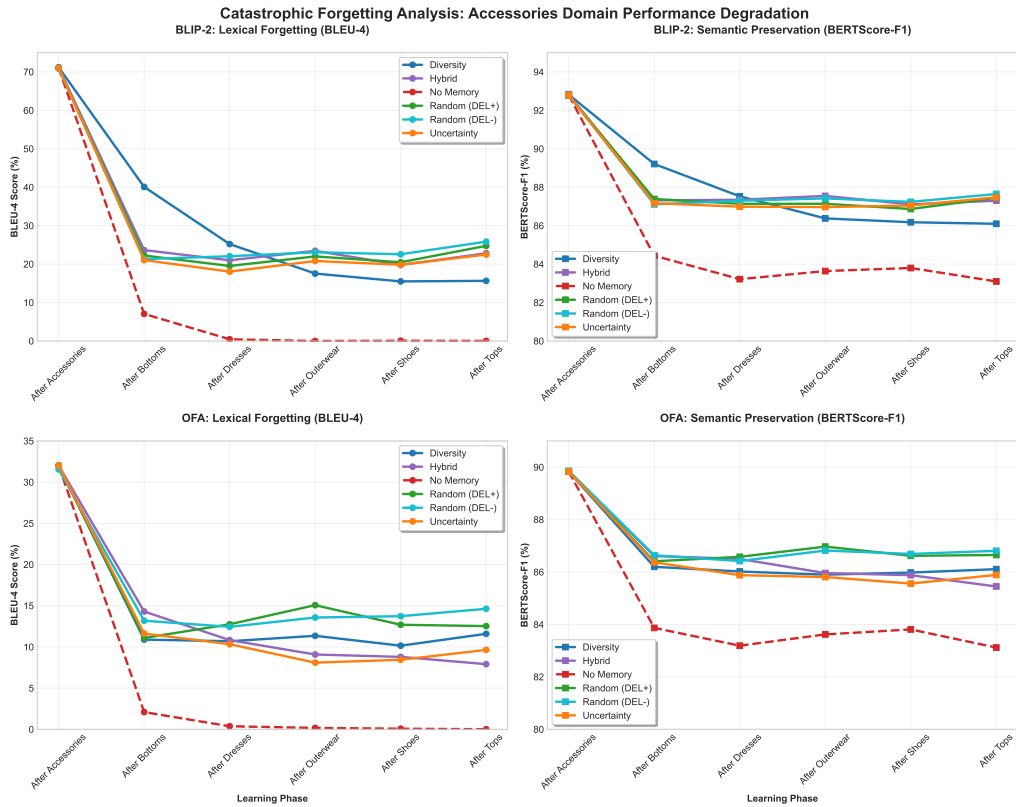 Catastrophic Forgetting Analysis: Accessories Domain Performance Degradation
BLIP-2: Lexical Forgetting (BLEU-4)
BLEU-4 Score (%)
70
60
50
40
30
20
10
0
Diversity
Hybrid
No Memory
Random (DEL+)
Random (DEL-)
Uncertainty
After Accessories
After Bottoms
After Dresses
After Outerwear
After Shoes
After Tops
BLIP-2: Semantic Preservation (BERTScore-F1)
BERTScore-F1 (%)
94
92
90
88
86
84
82
80
Diversity
Hybrid
No Memory
Random (DEL+)
Random (DEL-)
Uncertainty
After Accessories
After Bottoms
After Dresses
After Outerwear
After Shoes
After Tops
OFA: Lexical Forgetting (BLEU-4)
BLEU-4 Score (%)
35
30
25
20
15
10
5
0
Diversity
Hybrid
No Memory
Random (DEL+)
Random (DEL-)
Uncertainty
After Accessories
After Bottoms
After Dresses
After Outerwear
After Shoes
After Tops
Learning Phase
OFA: Semantic Preservation (BERTScore-F1)
BERTScore-F1 (%)
90
88
86
84
82
80
Diversity
Hybrid
No Memory
Random (DEL+)
Random (DEL-)
Uncertainty
After Accessories
After Bottoms
After Dresses
After Outerwear
After Shoes
After Tops
Learning Phase